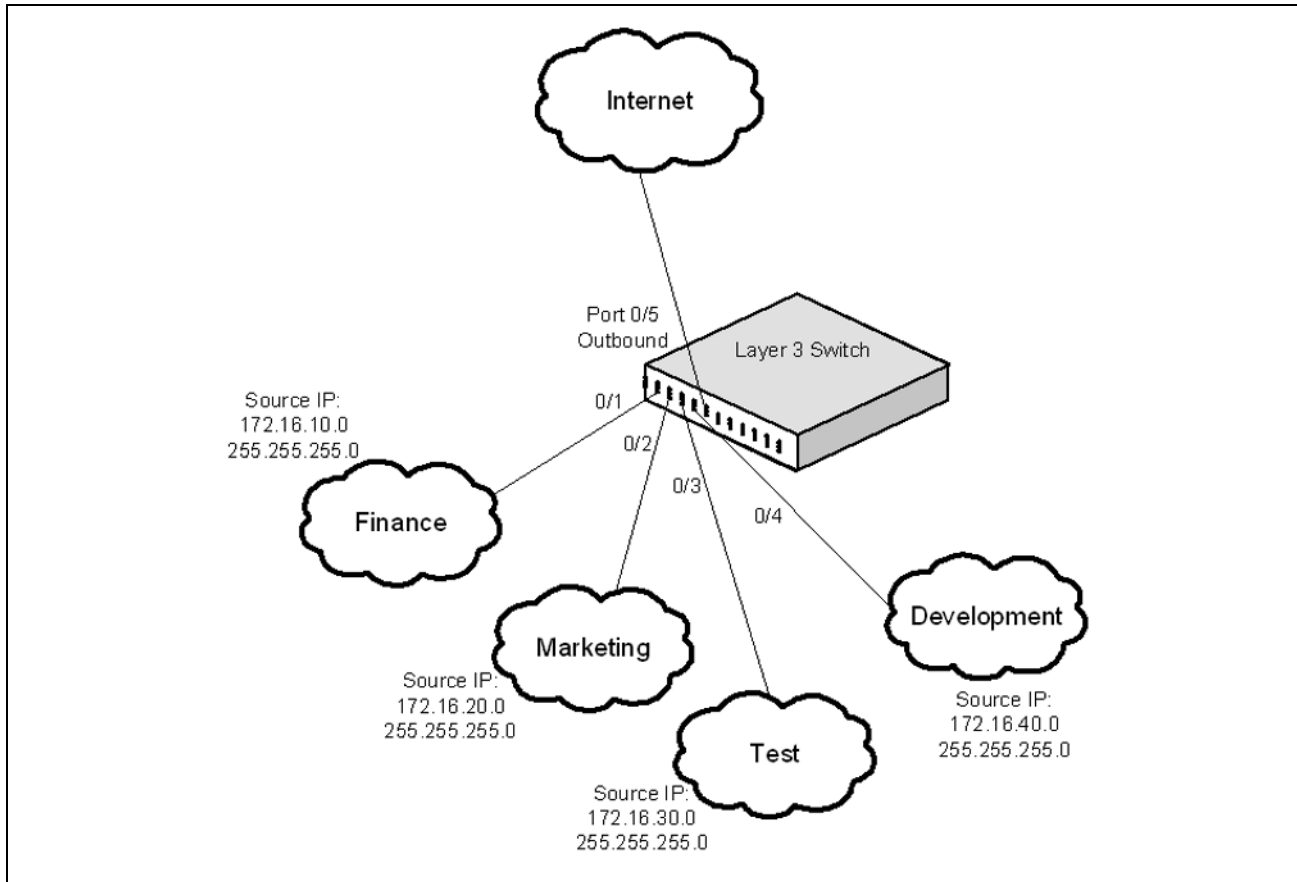 Internet
Port 0/5
Outbound
Layer 3 Switch
Source IP:
172.16.10.0
255.255.255.0
0/1
0/2
0/3
0/4
Finance
Marketing
Development
Source IP:
172.16.20.0
255.255.255.0
Source IP:
172.16.40.0
255.255.255.0
Test
Source IP:
172.16.30.0
255.255.255.0